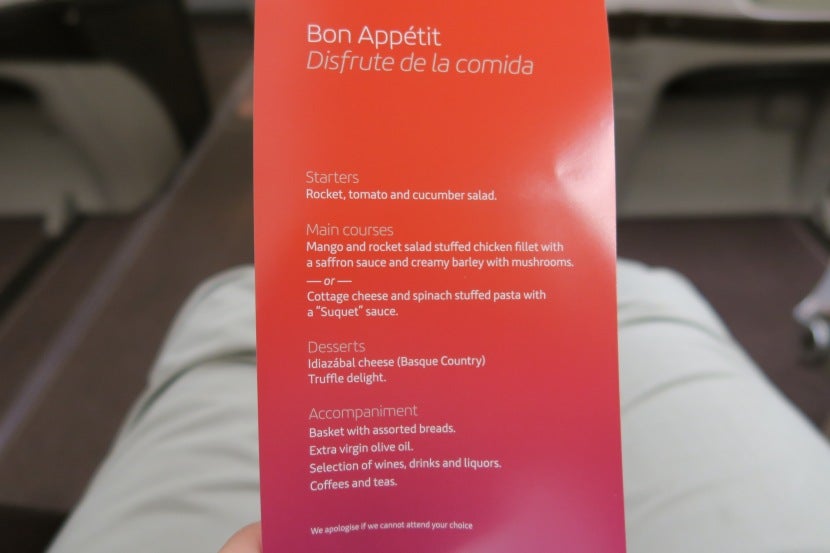 Bon Appétit
Disfrute de la comida
Starters
Rocket, tomato and cucumber salad.
Main courses
Mango and rocket salad stuffed chicken fillet with
a saffron sauce and creamy barley with mushrooms.
— or —
Cottage cheese and spinach stuffed pasta with
a "Suquet" sauce.
Desserts
Idiazábal cheese (Basque Country)
Truffle delight.
Accompaniment
Basket with assorted breads.
Extra virgin olive oil.
Selection of wines, drinks and liquors.
Coffees and teas.
We apologise if we cannot attend your choice